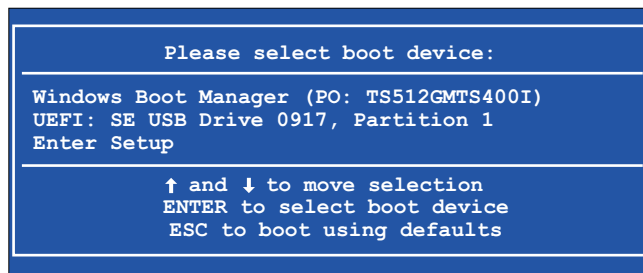 Please select boot device:
Windows Boot Manager (PO: TS512GMTS400I)
UEFI: SE USB Drive 0917, Partition 1
Enter Setup
↑ and ↓ to move selection
ENTER to select boot device
ESC to boot using defaults